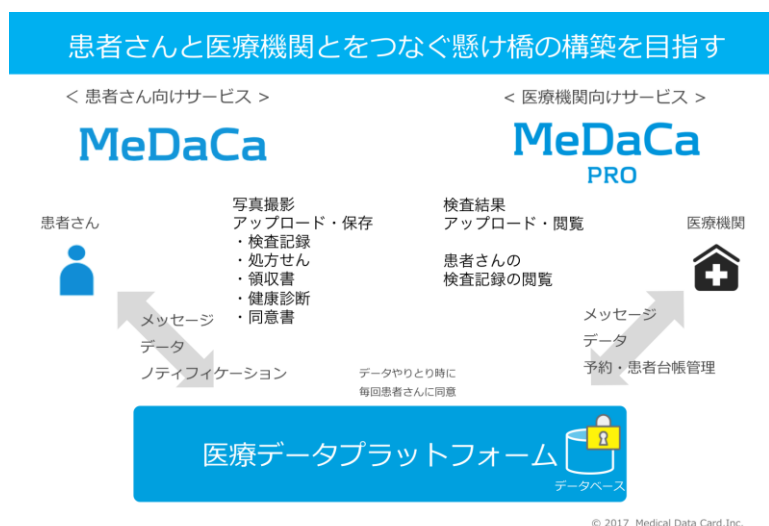 患者さんと医療機関とをつなぐ懸け橋の構築を目指す
< 患者さん向けサービス >
MeDaCa
< 医療機関向けサービス >
MeDaCa
PRO
患者さん
写真撮影
アップロード・保存
・検査記録
・処方せん
・領収書
・健康診断
・同意書
検査結果
アップロード・閲覧
患者さんの
検査記録の閲覧
医療機関
メッセージ
データ
ノティフィケーション
データやりとり時に
毎回患者さんに同意
メッセージ
データ
予約・患者台帳管理
医療データプラットフォーム
データベース
© 2017 Medical Data Card,Inc.